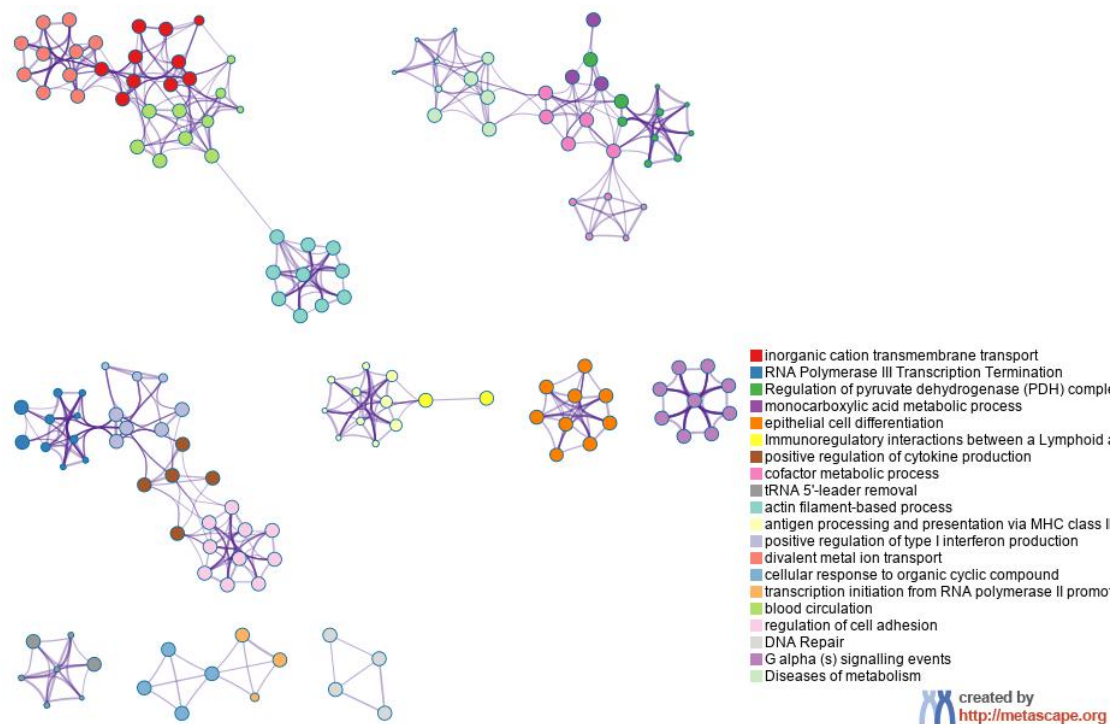 inorganic cation transmembrane transport
RNA Polymerase III Transcription Termination
Regulation of pyruvate dehydrogenase (PDH) comple
monocarboxylic acid metabolic process
epithelial cell differentiation
Immunoregulatory interactions between a Lymphoid a
positive regulation of cytokine production
cofactor metabolic process
tRNA 5'-leader removal
actin filament-based process
antigen processing and presentation via MHC class I
positive regulation of type I interferon production
divalent metal ion transport
cellular response to organic cyclic compound
transcription initiation from RNA polymerase II promot
blood circulation
regulation of cell adhesion
DNA Repair
G alpha (s) signalling events
Diseases of metabolism
created by
http://metascape.org